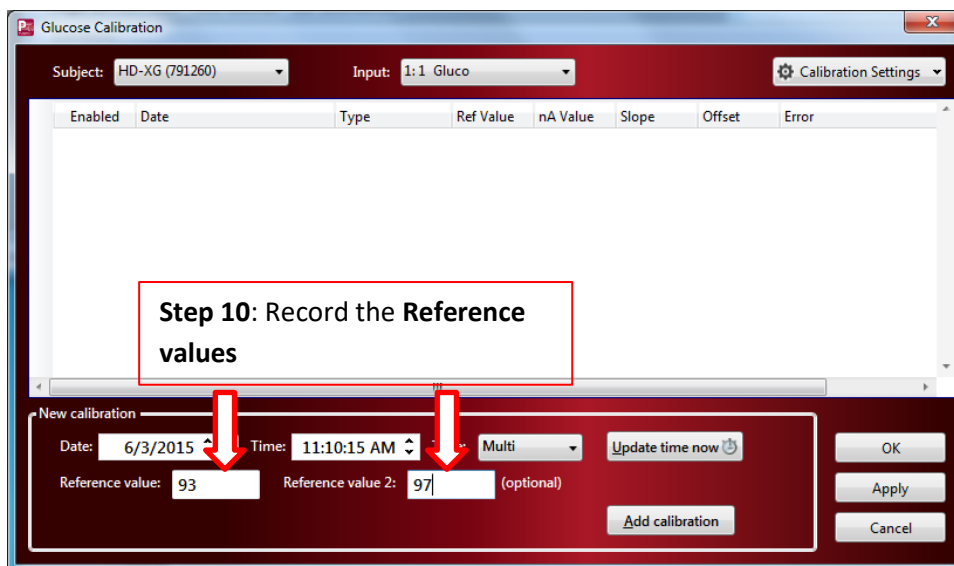 Glucose Calibration
Subject: HD-XG (791260) Input: 1: 1 Gluco Calibration Settings
Enabled Date Type Ref Value nA Value Slope Offset Error
Step 10: Record the Reference
values
New calibration
Date: 6/3/2015 Time: 11:10:15 AM Multi Update time now OK
Reference value: 93 Reference value 2: 97 (optional) Apply
Add calibration Cancel